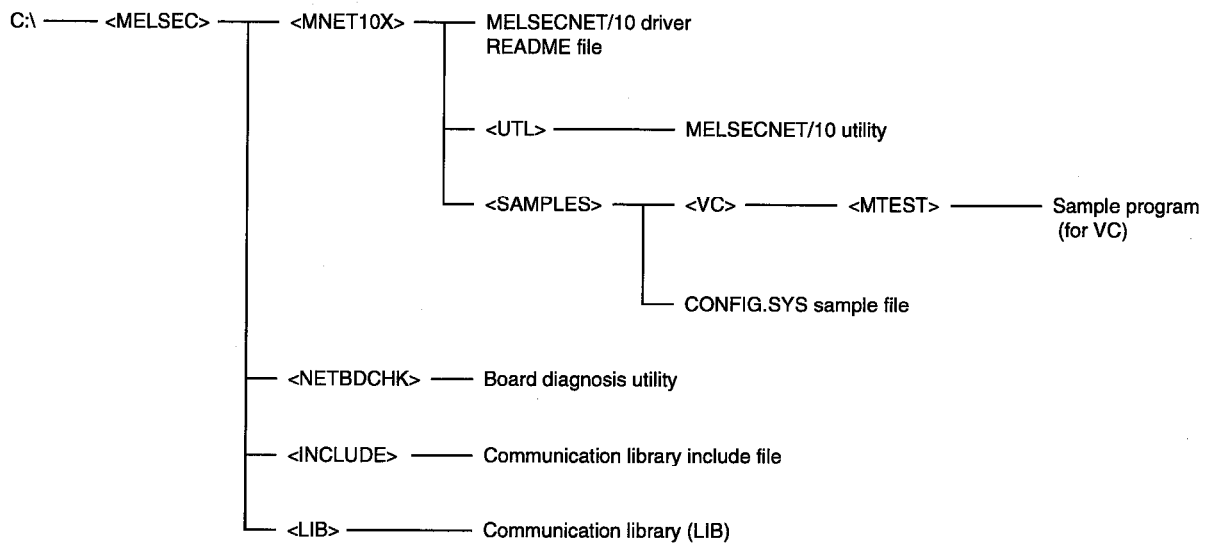 C:\ <MELSEC> <MNET10X> MELSECNET/10 driver
README file
<UTL> MELSECNET/10 utility
<SAMPLES> <VC> <MTEST> Sample program
(for VC)
CONFIG.SYS sample file
<NETBDCHK> Board diagnosis utility
<INCLUDE> Communication library include file
<LIB> Communication library (LIB)